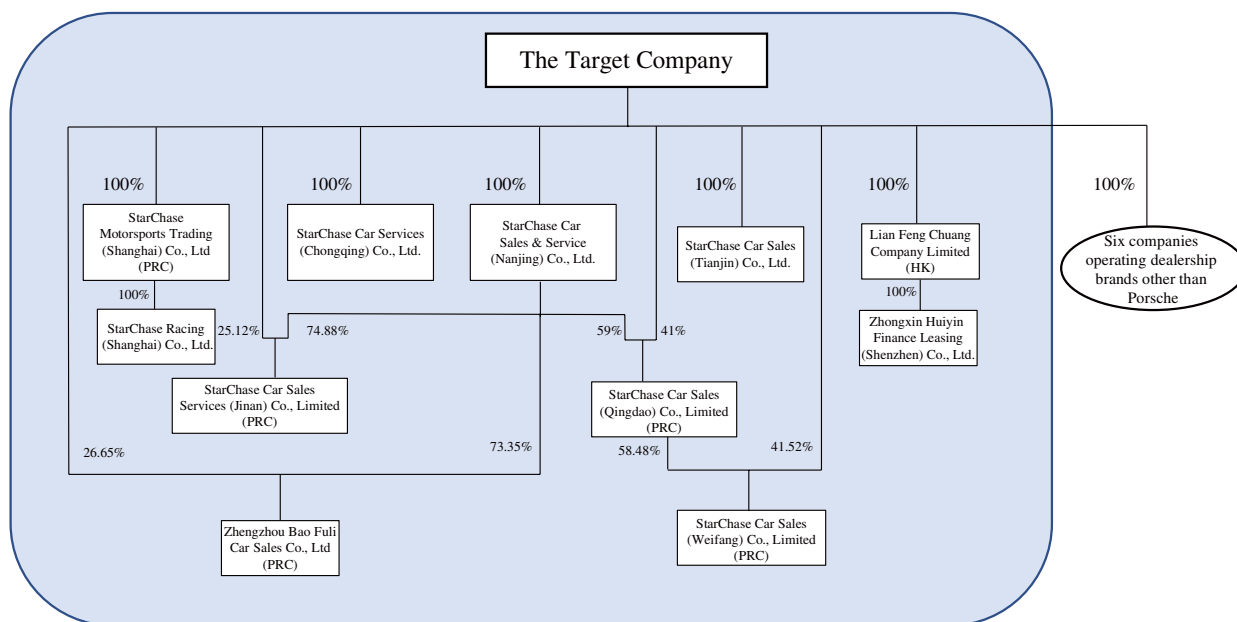 The Target Company
100%
100%
100%
100%
100%
100%
StarChase
Motorsports Trading
(Shanghai) Co., Ltd
(PRC)
StarChase Car Services
(Chongqing) Co., Ltd.
StarChase Car
Sales & Service
(Nanjing) Co., Ltd.
StarChase Car Sales
(Tianjin) Co., Ltd.
Lian Feng Chuang
Company Limited
(HK)
Six companies
operating dealership
brands other than
Porsche
100%
100%
StarChase Racing
(Shanghai) Co., Ltd.
25.12%
74.88%
59%
41%
Zhongxin Huiyin
Finance Leasing
(Shenzhen) Co., Ltd.
StarChase Car Sales
Services (Jinan) Co., Limited
(PRC)
StarChase Car Sales
(Qingdao) Co., Limited
(PRC)
26.65%
73.35%
58.48%
41.52%
Zhengzhou Bao Fuli
Car Sales Co., Ltd
(PRC)
StarChase Car Sales
(Weifang) Co., Limited
(PRC)